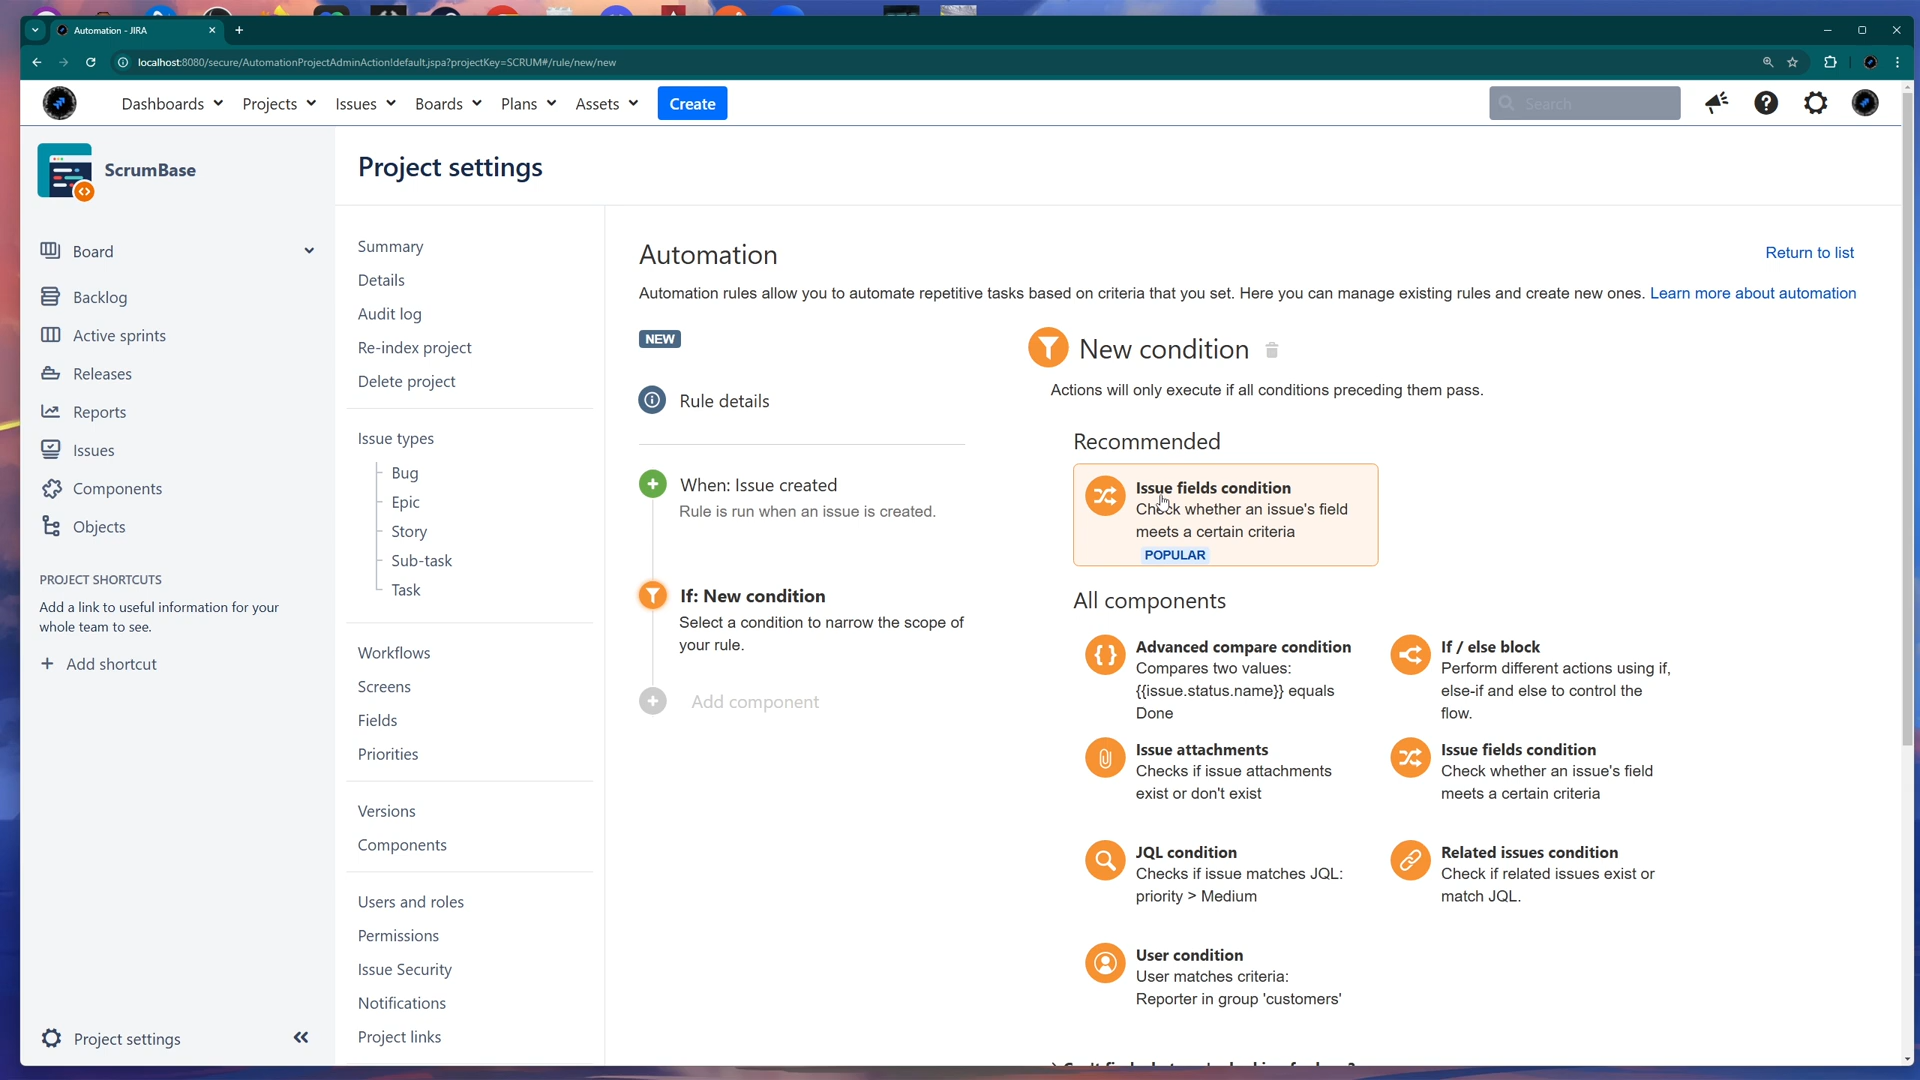 Automation - JIRA
localhost:8080/secure/AutomationProjectAdminAction!default.jspa?projectKey=SCRUM#/rule/new/new
Dashboards
Projects
Issues
Boards
Plans
Assets
Create
Search
ScrumBase
Board
Backlog
Active sprints
Releases
Reports
Issues
Components
Objects
PROJECT SHORTCUTS
Add a link to useful information for your
whole team to see.
+ Add shortcut
Project settings
Project settings
Summary
Details
Audit log
Re-index project
Delete project
Issue types
Bug
Epic
Story
Sub-task
Task
Workflows
Screens
Fields
Priorities
Versions
Components
Users and roles
Permissions
Issue Security
Notifications
Project links
Automation
Return to list
Automation rules allow you to automate repetitive tasks based on criteria that you set. Here you can manage existing rules and create new ones. Learn more about automation
NEW
Rule details
When: Issue created
Rule is run when an issue is created.
If: New condition
Select a condition to narrow the scope of
your rule.
Add component
New condition
Actions will only execute if all conditions preceding them pass.
Recommended
Issue fields condition
Check whether an issue's field
meets a certain criteria
POPULAR
All components
Advanced compare condition
Compares two values:
{{issue.status.name}} equals
Done
If / else block
Perform different actions using if,
else-if and else to control the
flow.
Issue attachments
Checks if issue attachments
exist or don't exist
Issue fields condition
Check whether an issue's field
meets a certain criteria
JQL condition
Checks if issue matches JQL:
priority > Medium
Related issues condition
Check if related issues exist or
match JQL.
User condition
User matches criteria:
Reporter in group 'customers'